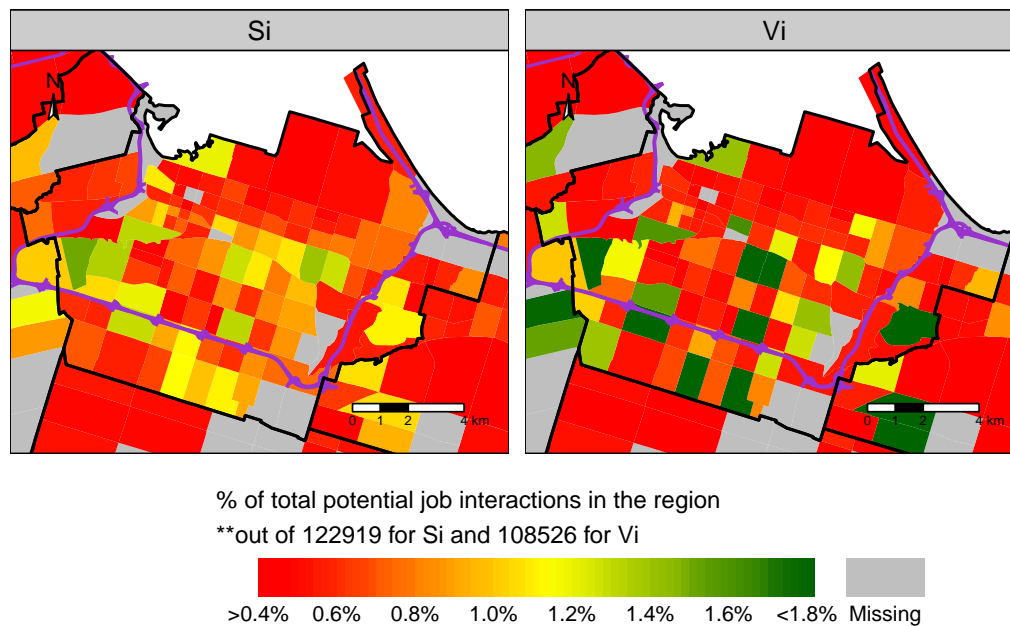 Si
Vi
N
N
0 1 2 4 km
0 1 2 4 km
% of total potential job interactions in the region
**out of 122919 for Si and 108526 for Vi
>0.4% 0.6% 0.8% 1.0% 1.2% 1.4% 1.6% <1.8% Missing